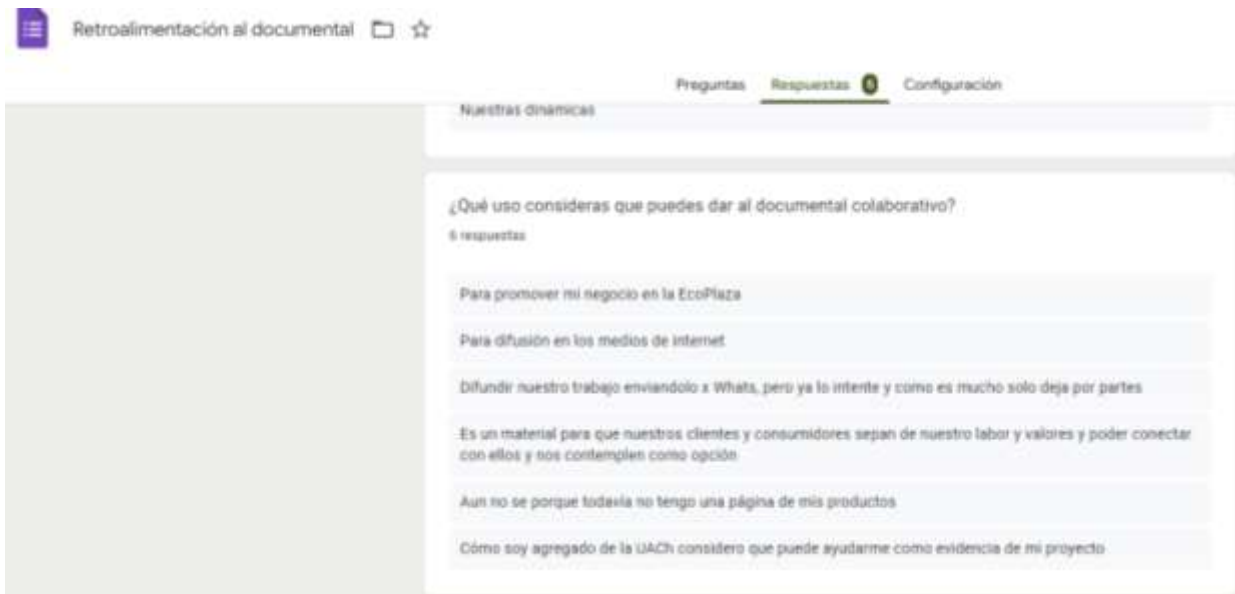 Retroalimentación al documental
Preguntas Respuestas 6 Configuración
Nuestras dinamicas
¿Qué uso consideras que puedes dar al documental colaborativo?
6 respuestas
Para promover mi negocio en la EcoPlaza
Para difusión en los medios de internet
Difundir nuestro trabajo enviandolo x Whats, pero ya lo intente y como es mucho solo deja por partes
Es un material para que nuestros clientes y consumidores sepan de nuestro labor y valores y poder conectar
con ellos y nos contemplen como opción
Aun no se porque todavía no tengo una página de mis productos
Cómo soy agregado de la UACh considero que puede ayudarme como evidencia de mi proyecto